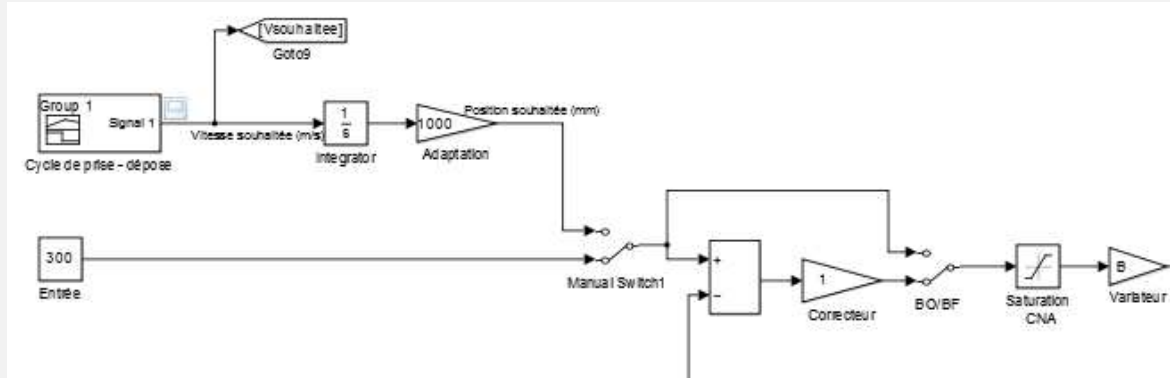 [Vsouhaitee]
Goto9
Group 1
Signal 1
Cycle de prise - dépose
Vitesse souhaitée (m/s)
1
s
Integrator
1000
Adaptation
Position souhaitée (mm)
300
Entrée
Manual Switch1
+
−
1
Correcteur
BO/BF
Saturation
CNA
B
Variateur